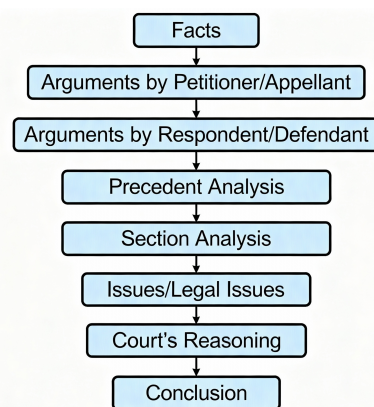 Facts
Arguments by Petitioner/Appellant
Arguments by Respondent/Defendant
Precedent Analysis
Section Analysis
Issues/Legal Issues
Court's Reasoning
Conclusion